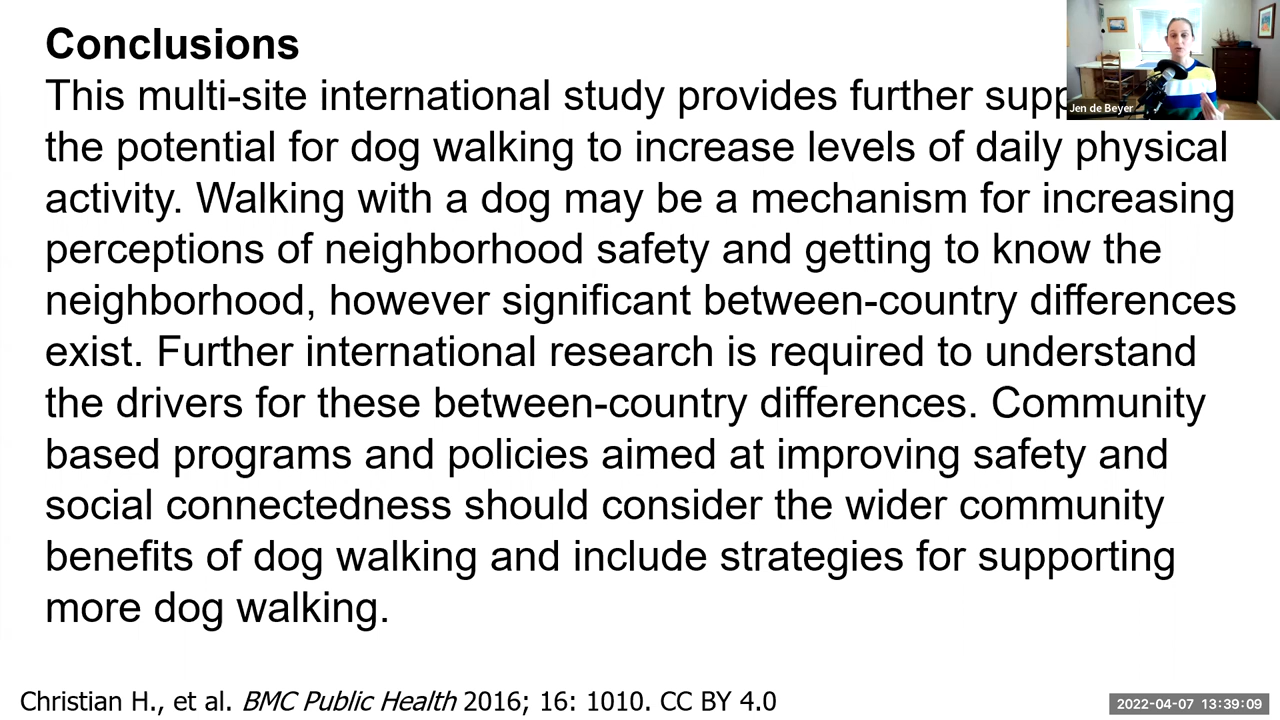 Conclusions
This multi-site international study provides further supp
the potential for dog walking to increase levels of daily physical
activity. Walking with a dog may be a mechanism for increasing
perceptions of neighborhood safety and getting to know the
neighborhood, however significant between-country differences
exist. Further international research is required to understand
the drivers for these between-country differences. Community
based programs and policies aimed at improving safety and
social connectedness should consider the wider community
benefits of dog walking and include strategies for supporting
more dog walking.
Jen de Beyer
Christian H., et al. BMC Public Health 2016; 16: 1010. CC BY 4.0
2022-04-07 13:39:09